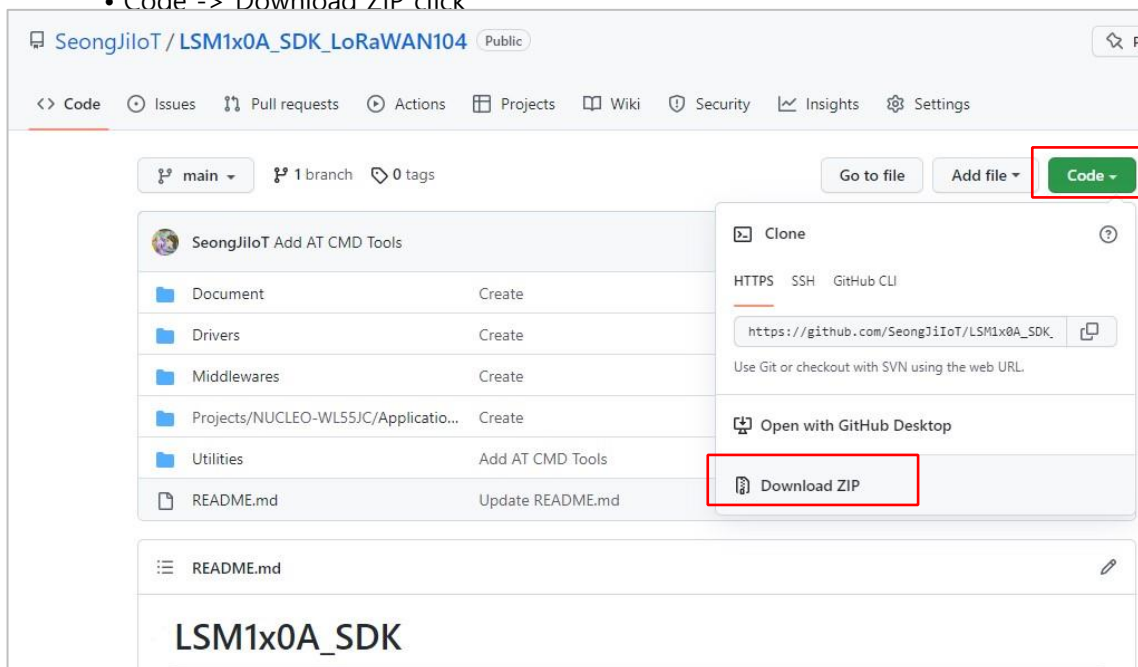 • Code -> Download ZIP click
SeongJiIoT / LSM1x0A_SDK_LoRaWAN104 Public
<> Code Issues Pull requests Actions Projects Wiki Security Insights Settings
main 1 branch 0 tags Go to file Add file Code
SeongJiIoT Add AT CMD Tools
Document Create
Drivers Create
Middlewares Create
Projects/NUCLEO-WL55JC/Applicatio... Create
Utilities Add AT CMD Tools
README.md Update README.md
Clone
HTTPS SSH GitHub CLI
https://github.com/SeongJiIoT/LSM1x0A_SDK_
Use Git or checkout with SVN using the web URL.
Open with GitHub Desktop
Download ZIP
README.md
LSM1x0A_SDK